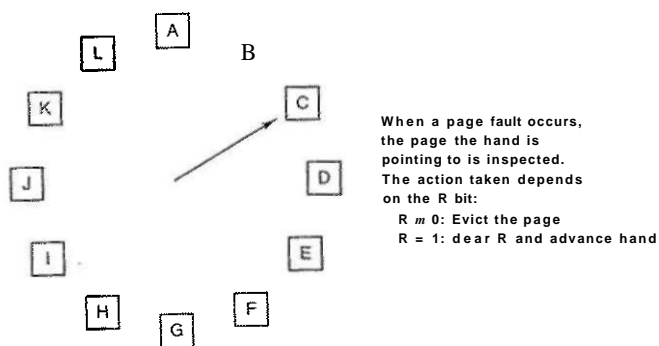 A
L
B
K
C
J
D
I
E
H
F
G
When a page fault occurs,
the page the hand is
pointing to is inspected.
The action taken depends
on the R bit:
R m 0: Evict the page
R = 1: dear R and advance hand